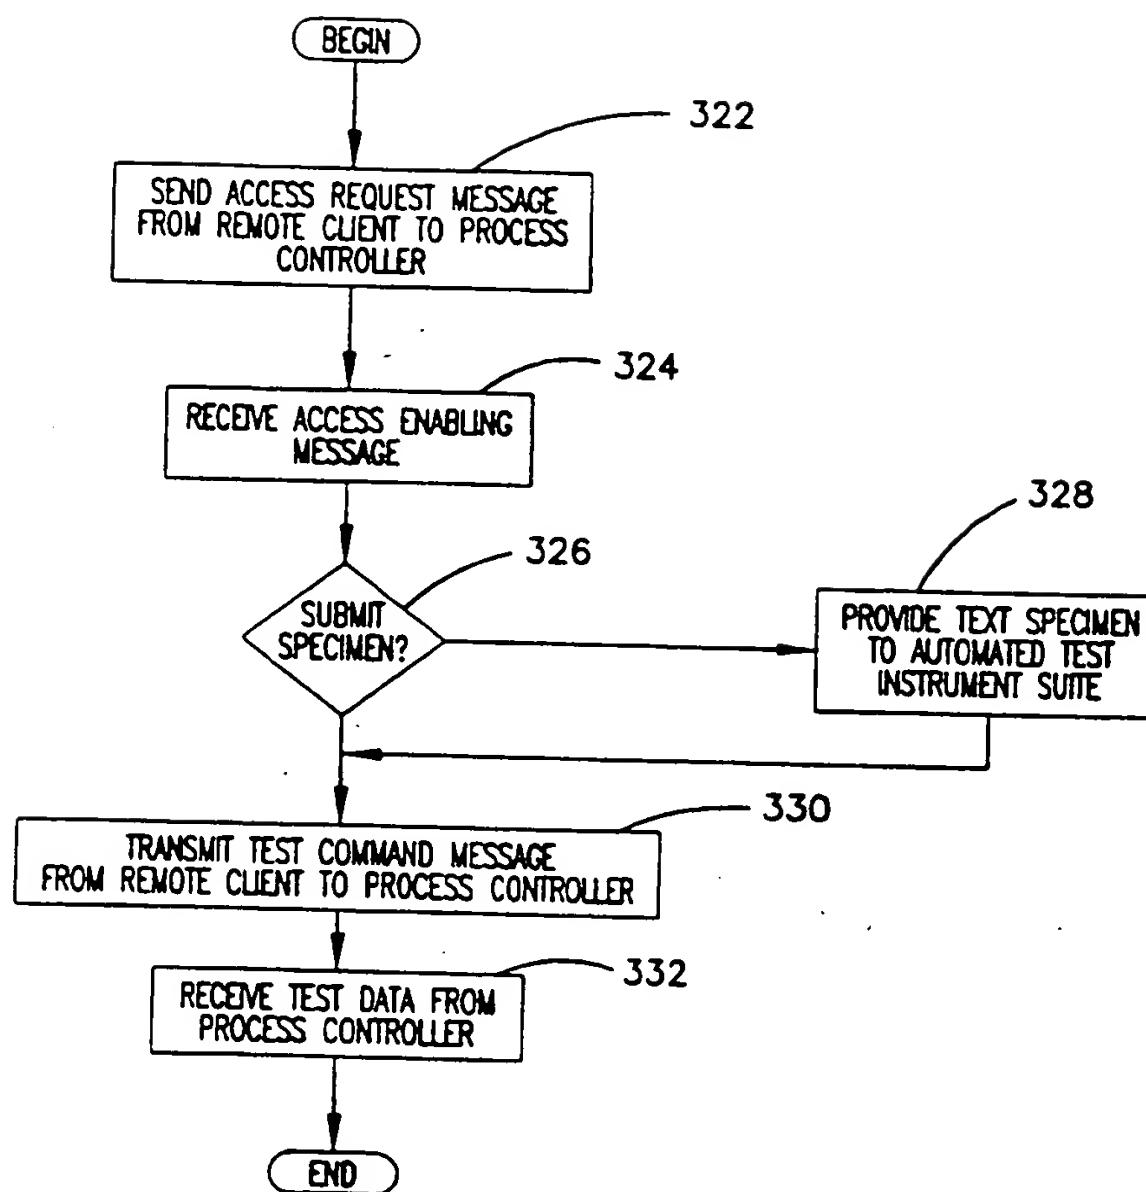 BEGIN
322
SEND ACCESS REQUEST MESSAGE
FROM REMOTE CLIENT TO PROCESS
CONTROLLER
324
RECEIVE ACCESS ENABLING
MESSAGE
326
SUBMIT
SPECIMEN?
328
PROVIDE TEXT SPECIMEN
TO AUTOMATED TEST
INSTRUMENT SUITE
330
TRANSMIT TEST COMMAND MESSAGE
FROM REMOTE CLIENT TO PROCESS CONTROLLER
332
RECEIVE TEST DATA FROM
PROCESS CONTROLLER
END